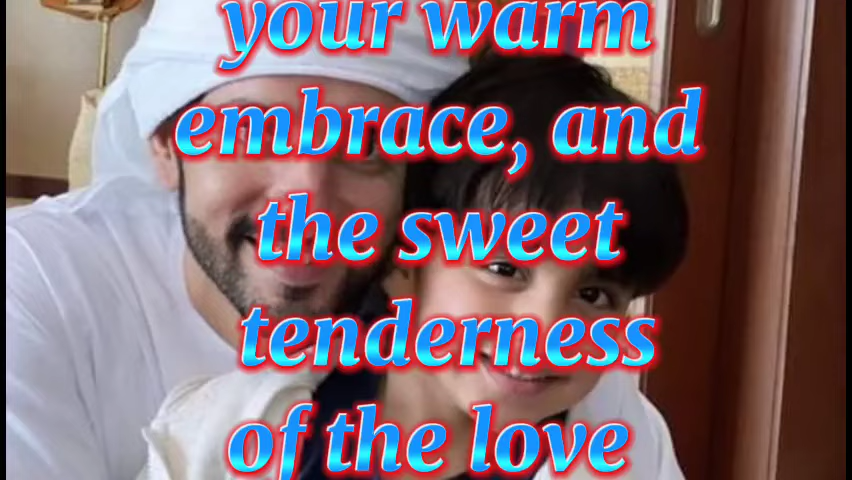 your warm
embrace, and
the sweet
tenderness
of the love